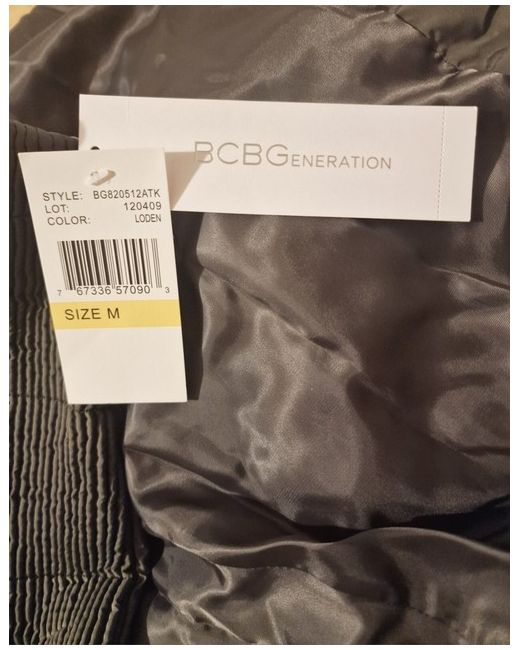 BCBGENERATION
STYLE: BG820512ATK
LOT: 120409
COLOR: LODEN
7 67336 57090 3
SIZE M